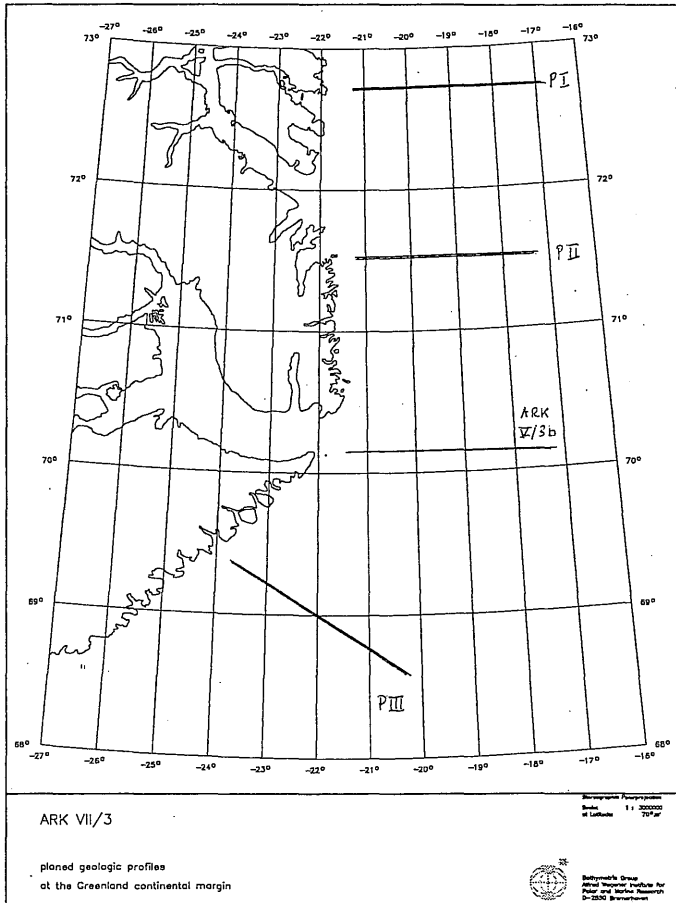 -27° -26° -25° -24° -23° -22° -21° -20° -19° -18° -17° -16°
73° 73°
PI
72° 72°
PII
71° 71°
ARK
V/3b
70° 70°
69° 69°
PIII
68° 68°
-27° -26° -25° -24° -23° -22° -21° -20° -19° -18° -17° -16°
ARK VII/3
planed geologic profiles
at the Greenland continental margin
Scale 1 : 3000000
at Latitude 70°
Bathymetric Group
Alfred Wegener Institute for
Polar and Marine Research
D-2850 Bremerhaven